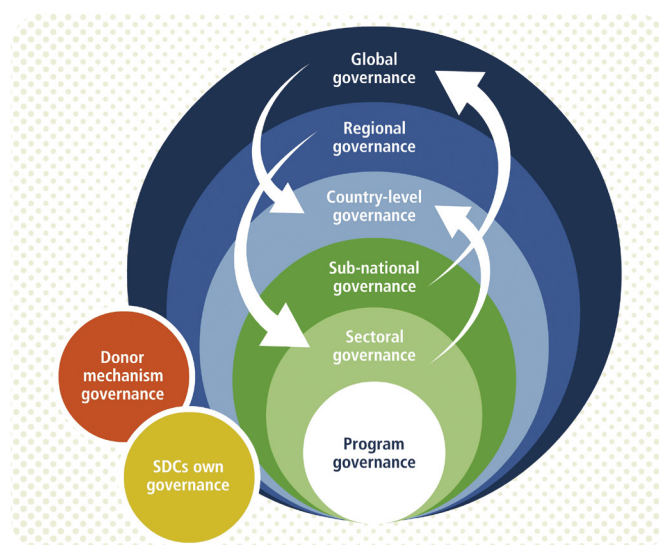 Global
governance
Regional
governance
Country-level
governance
Sub-national
governance
Sectoral
governance
Program
governance
Donor
mechanism
governance
SDCs own
governance